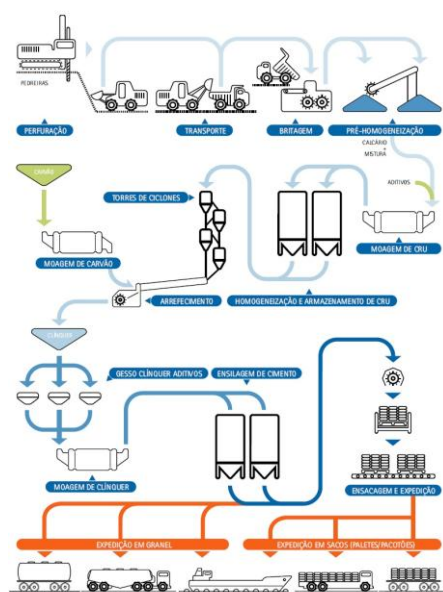 PEDREIRAS
PERFURAÇÃO
TRANSPORTE
BRITAGEM
PRÉ-HOMOGENEIZAÇÃO
CALCÁRIO
+
MISTURA
ADITIVOS
CARVÃO
TORRES DE CICLONES
MOAGEM DE CARVÃO
MOAGEM DE CRU
ARREFECIMENTO
HOMOGENEIZAÇÃO E ARMAZENAMENTO DE CRU
CLÍNQUER
GESSO CLÍNQUER ADITIVOS
ENSILAGEM DE CIMENTO
MOAGEM DE CLÍNQUER
ENSACAGEM E EXPEDIÇÃO
EXPEDIÇÃO EM GRANEL
EXPEDIÇÃO EM SACOS (PALETES/PACOTÕES)